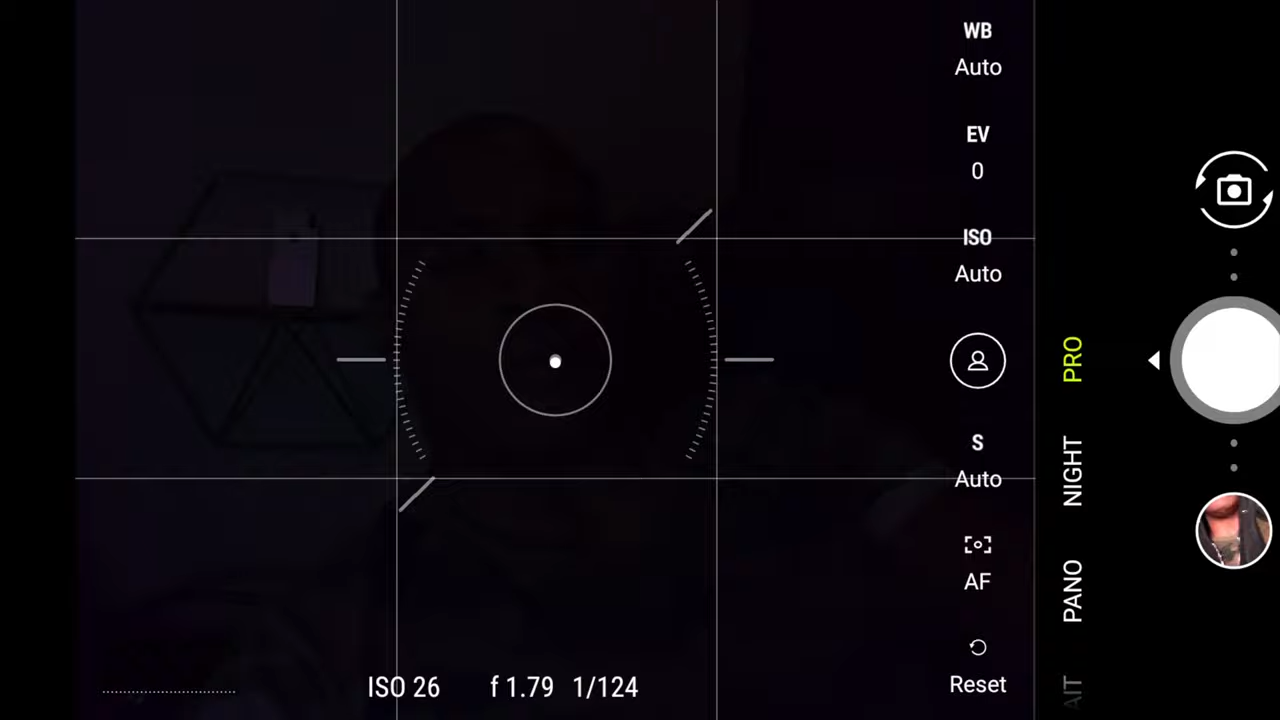 WB
Auto
EV
0
ISO
Auto
S
Auto
AF
Reset
ISO 26 f 1.79 1/124
PRO
NIGHT
PANO